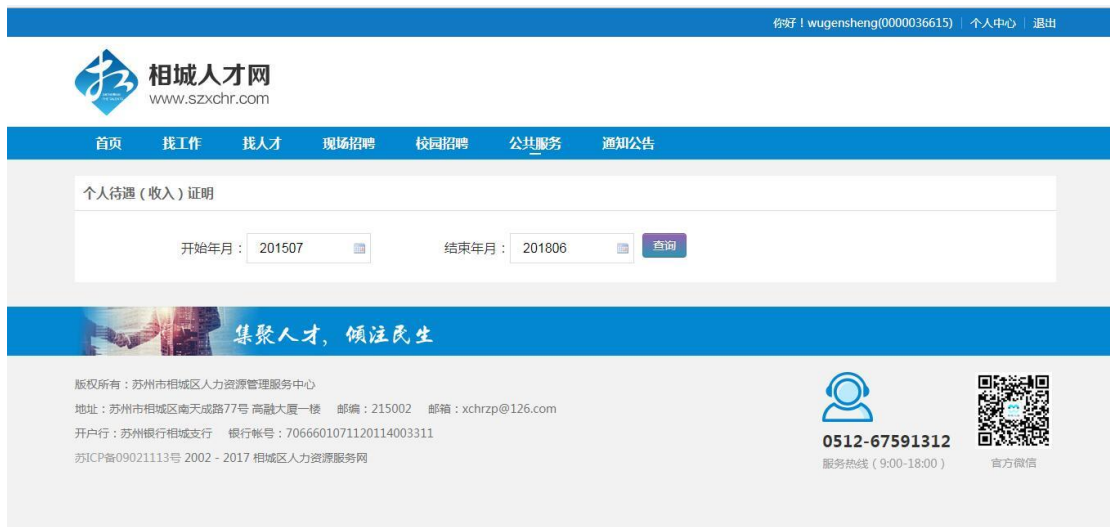 你好！wugensheng(0000036615) | 个人中心 | 退出
相城人才网
www.szxchr.com
首页 找工作 找人才 现场招聘 校园招聘 公共服务 通知公告
个人待遇（收入）证明
开始年月： 201507 结束年月： 201806 查询
集聚人才，倾注民生
版权所有：苏州市相城区人力资源管理服务中心
地址：苏州市相城区南天成路77号 高融大厦一楼 邮编：215002 邮箱：xchrzp@126.com
开户行：苏州银行相城支行 银行帐号：7066601071120114003311
苏ICP备09021113号 2002 - 2017 相城区人力资源服务网
0512-67591312
服务热线（9:00-18:00）
官方微信